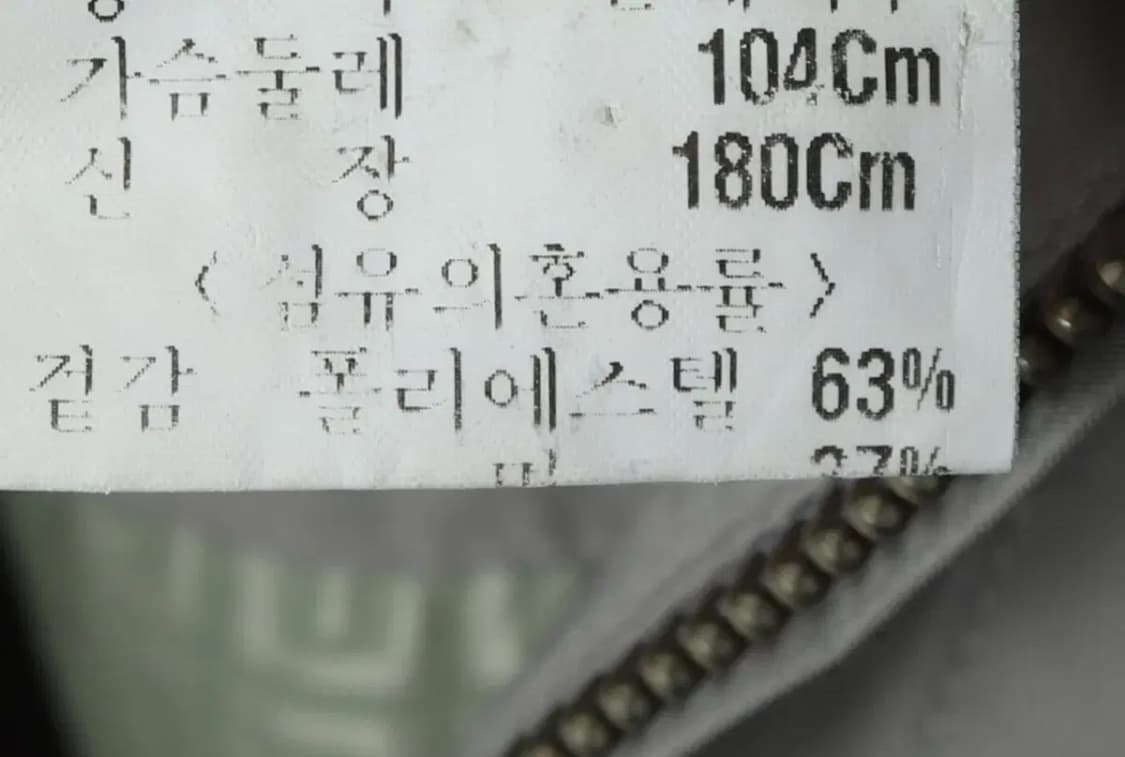 가슴둘레 104Cm
신 장 180Cm
〈 섬유의혼용률 〉
겉감 폴리에스텔 63%